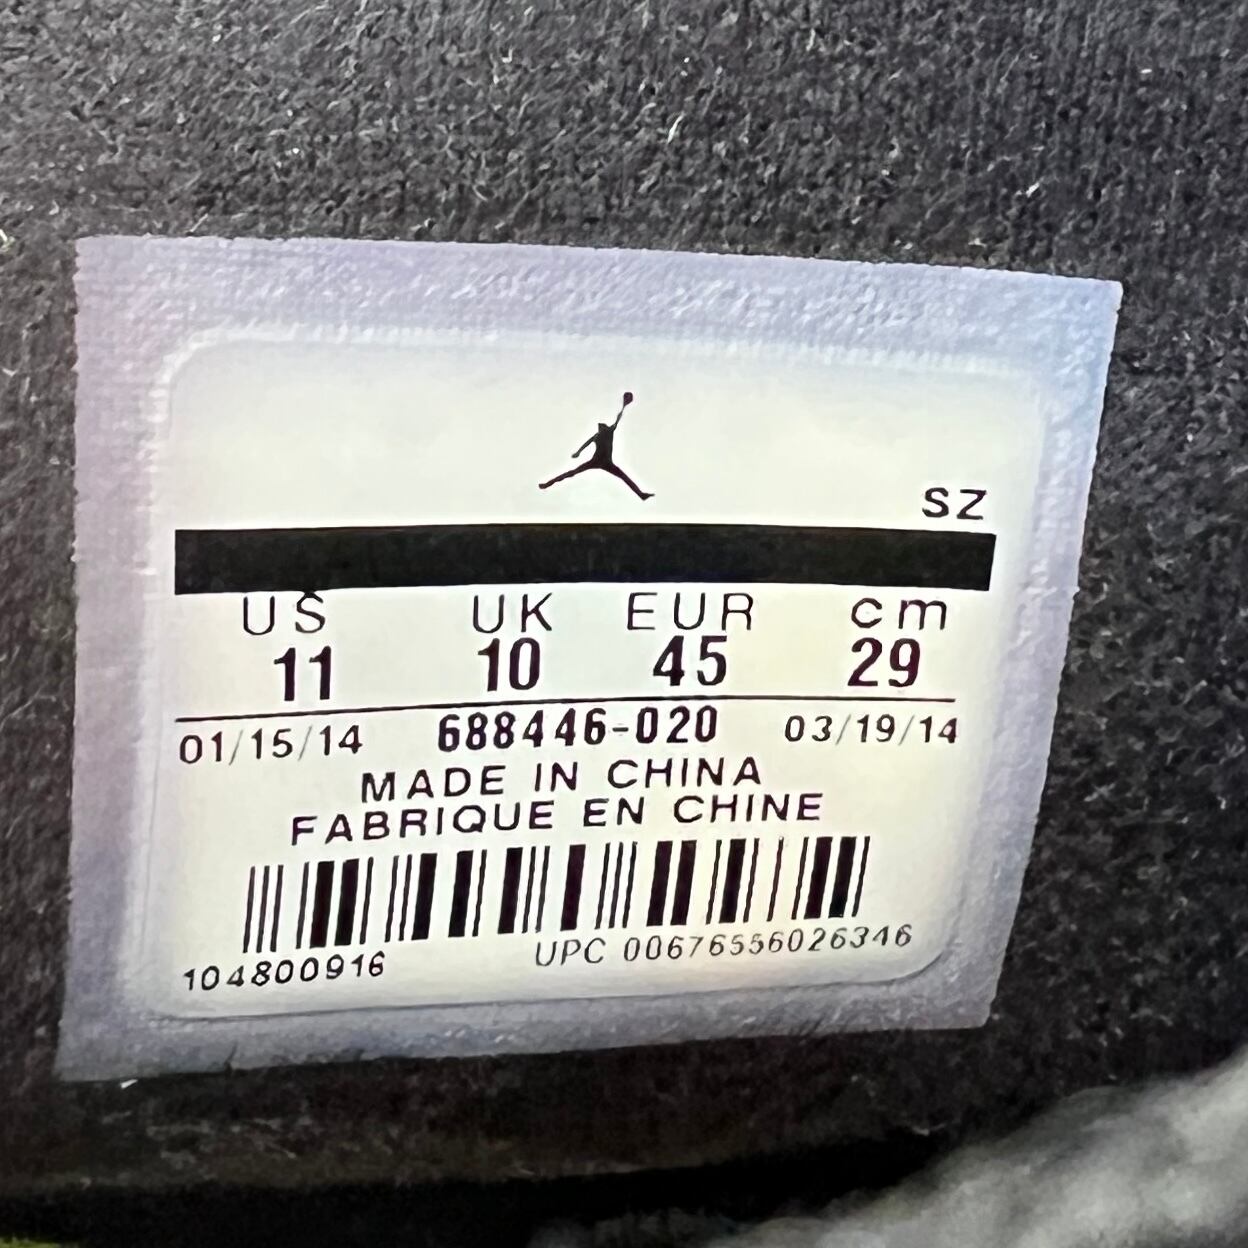 SZ
US UK EUR cm
11 10 45 29
01/15/14 688446-020 03/19/14
MADE IN CHINA
FABRIQUE EN CHINE
104800916 UPC 00676556026346